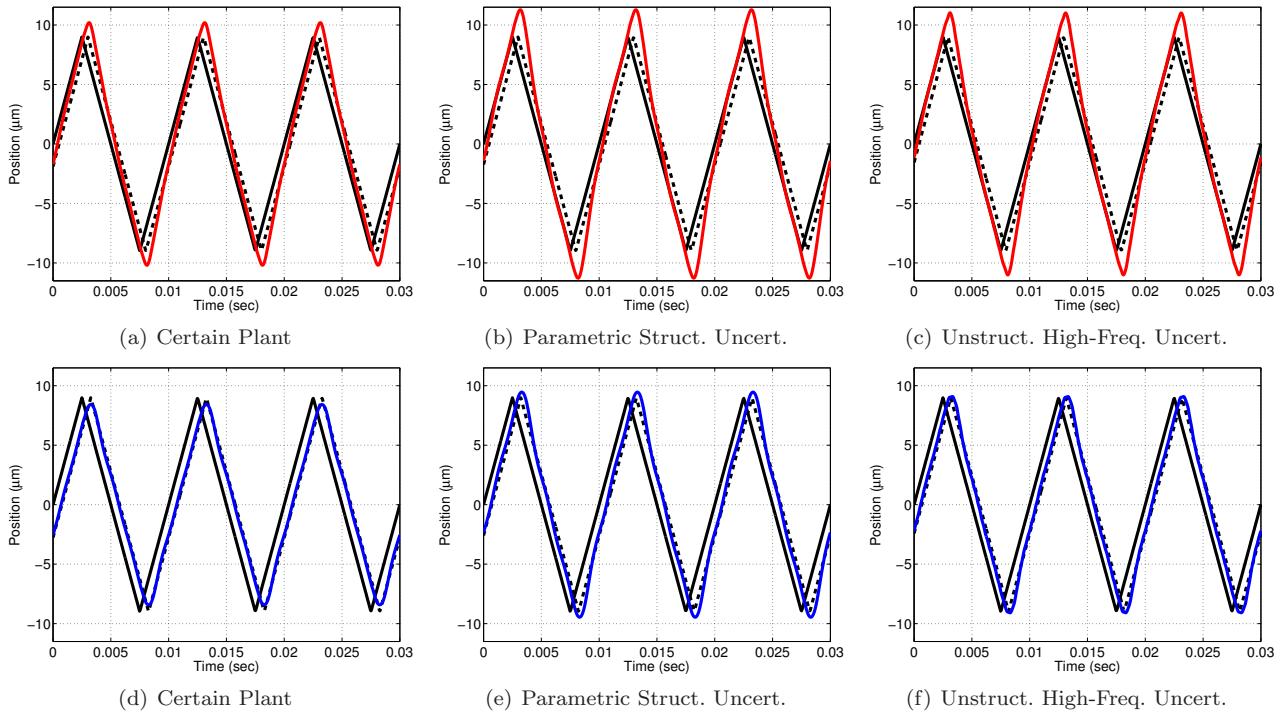 10
5
0
−5
−10
Position (µm)
0 0.005 0.01 0.015 0.02 0.025 0.03
Time (sec)
(a) Certain Plant
10
5
0
−5
−10
Position (µm)
0 0.005 0.01 0.015 0.02 0.025 0.03
Time (sec)
(b) Parametric Struct. Uncert.
10
5
0
−5
−10
Position (µm)
0 0.005 0.01 0.015 0.02 0.025 0.03
Time (sec)
(c) Unstruct. High-Freq. Uncert.
10
5
0
−5
−10
Position (µm)
0 0.005 0.01 0.015 0.02 0.025 0.03
Time (sec)
(d) Certain Plant
10
5
0
−5
−10
Position (µm)
0 0.005 0.01 0.015 0.02 0.025 0.03
Time (sec)
(e) Parametric Struct. Uncert.
10
5
0
−5
−10
Position (µm)
0 0.005 0.01 0.015 0.02 0.025 0.03
Time (sec)
(f) Unstruct. High-Freq. Uncert.